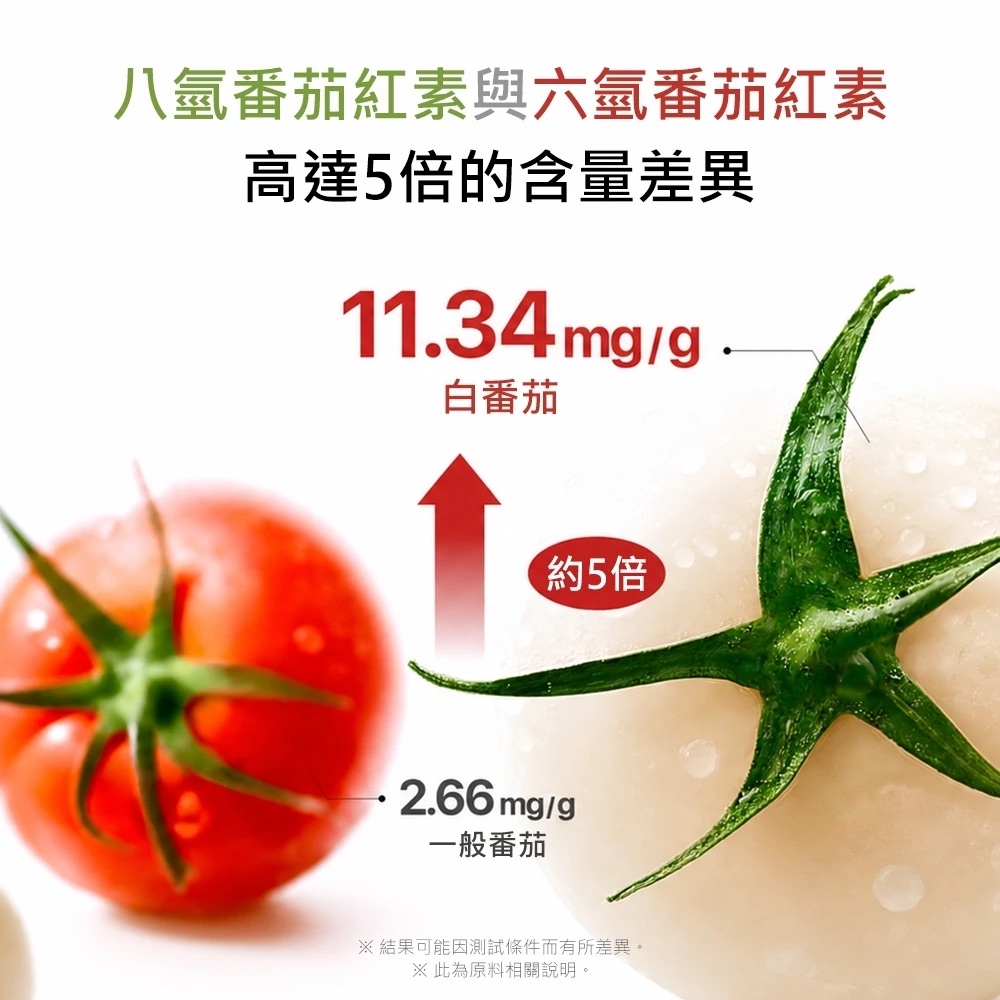 八氫番茄紅素與六氫番茄紅素
高達5倍的含量差異
11.34mg/g
白番茄
約5倍
2.66mg/g
一般番茄
※ 結果可能因測試條件而有所差異。
※ 此為原料相關說明。